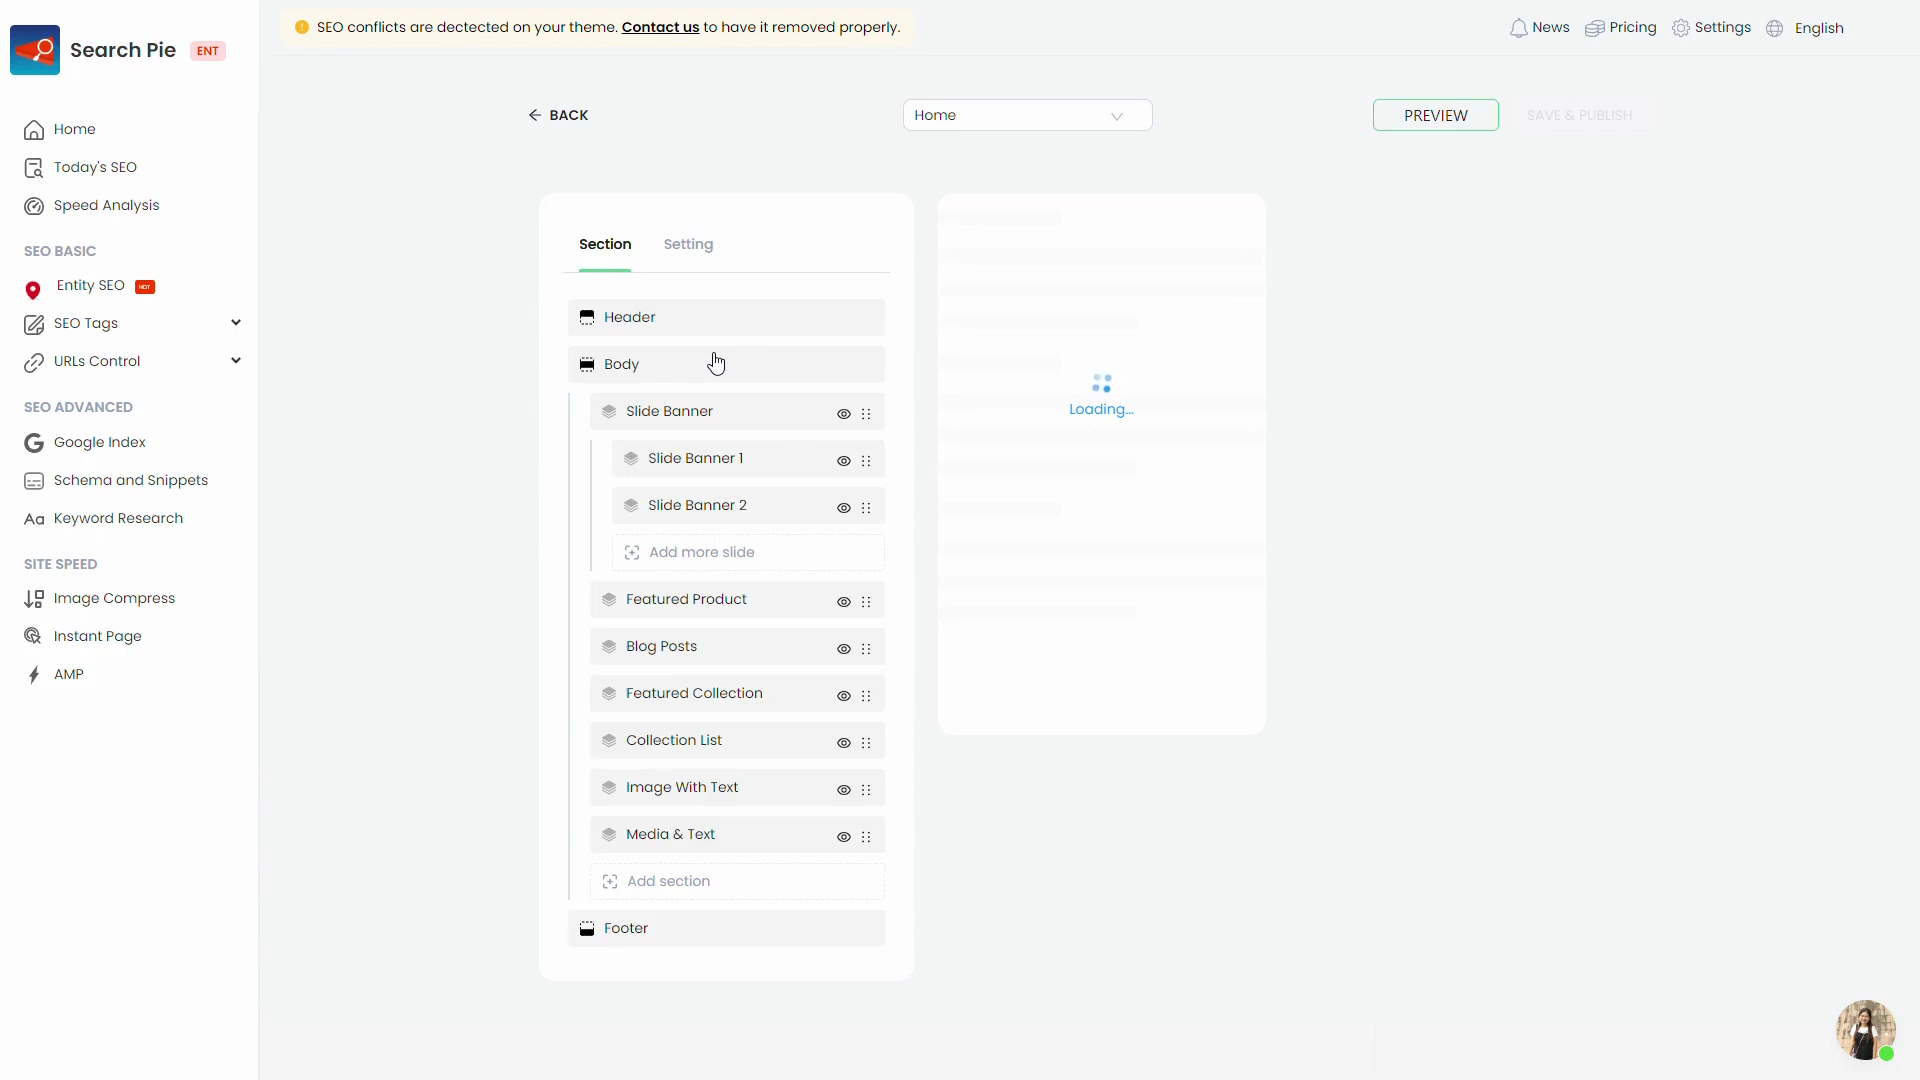 SEO conflicts are dectected on your theme. Contact us to have it removed properly.
News
Pricing
Settings
English
Search Pie
ENT
Home
Today's SEO
Speed Analysis
SEO BASIC
Entity SEO
HOT
SEO Tags
URLs Control
SEO ADVANCED
Google Index
Schema and Snippets
Aa
Keyword Research
SITE SPEED
Image Compress
Instant Page
AMP
BACK
Home
PREVIEW
SAVE & PUBLISH
Section
Setting
Header
Body
Slide Banner
Slide Banner 1
Slide Banner 2
Add more slide
Featured Product
Blog Posts
Featured Collection
Collection List
Image With Text
Media & Text
Add section
Footer
Loading...